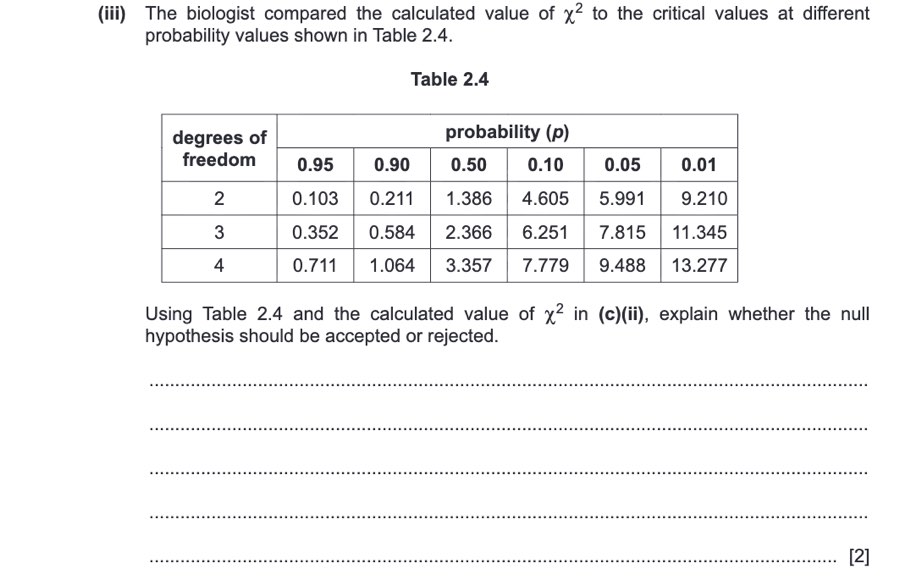 (iii) The biologist compared the calculated value of χ² to the critical values at different
probability values shown in Table 2.4.
Table 2.4
degrees of freedom probability (p)
0.95 0.90 0.50 0.10 0.05 0.01
2 0.103 0.211 1.386 4.605 5.991 9.210
3 0.352 0.584 2.366 6.251 7.815 11.345
4 0.711 1.064 3.357 7.779 9.488 13.277
Using Table 2.4 and the calculated value of χ² in (c)(ii), explain whether the null
hypothesis should be accepted or rejected.
[2]